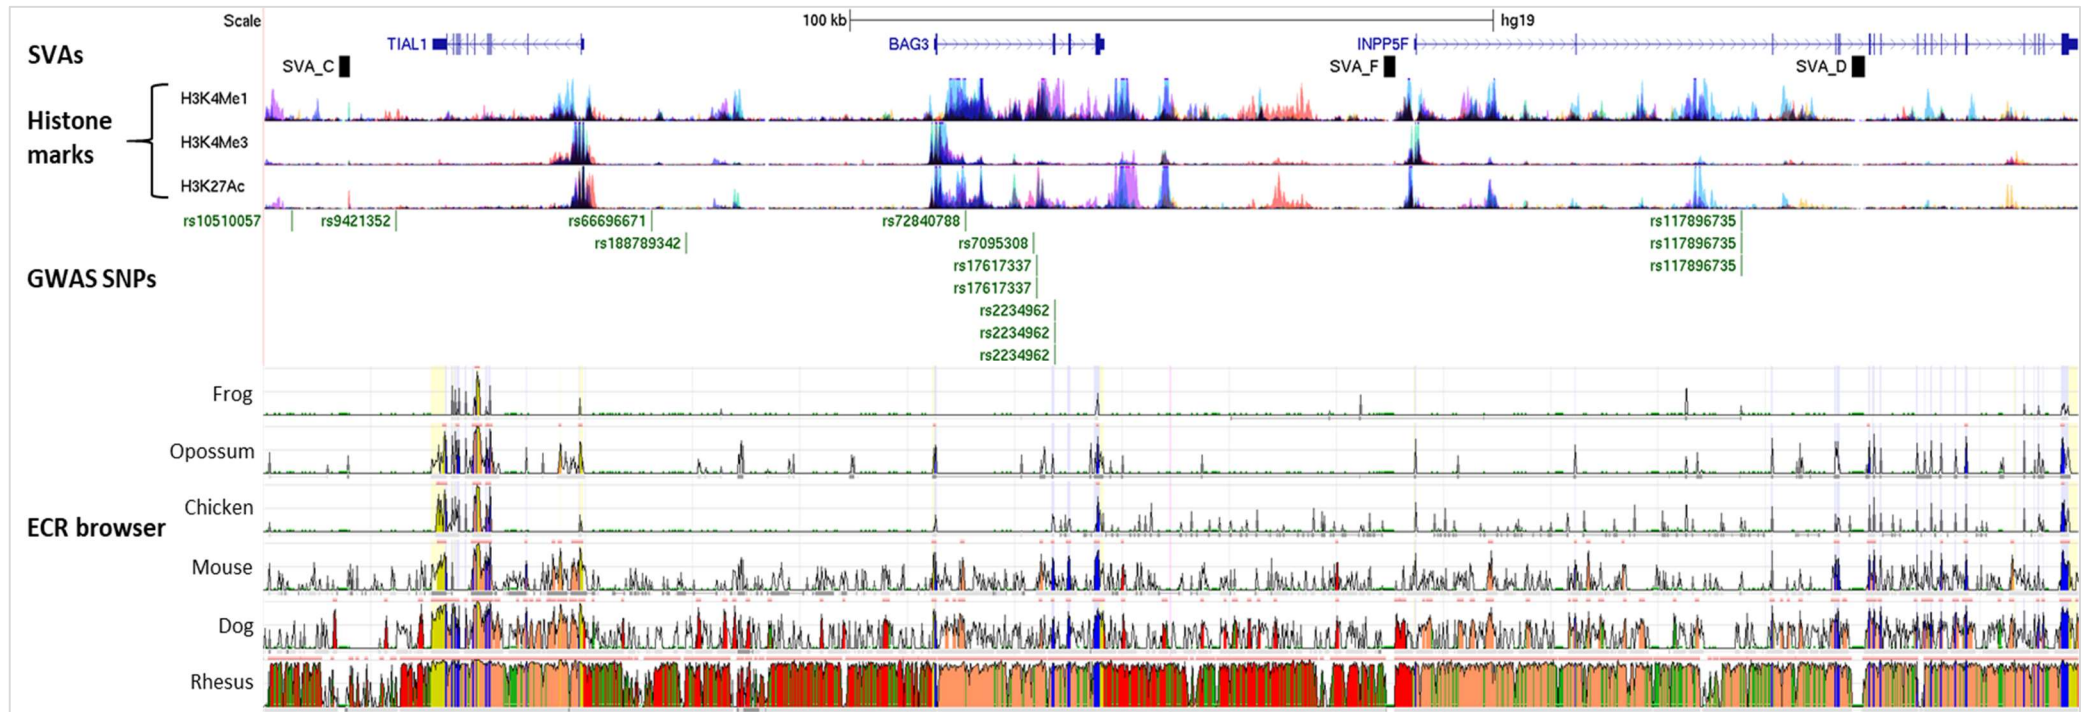 Scale 100 kb hg19
SVAs TIAL1 BAG3 INPP5F
SVA_C SVA_F SVA_D
Histone marks
H3K4Me1
H3K4Me3
H3K27Ac
rs10510057 rs9421352 rs66696671 rs72840788 rs117896735
rs188789342 rs7095308 rs117896735
GWAS SNPs
rs17617337 rs117896735
rs17617337
rs2234962
rs2234962
rs2234962
ECR browser
Frog
Opossum
Chicken
Mouse
Dog
Rhesus